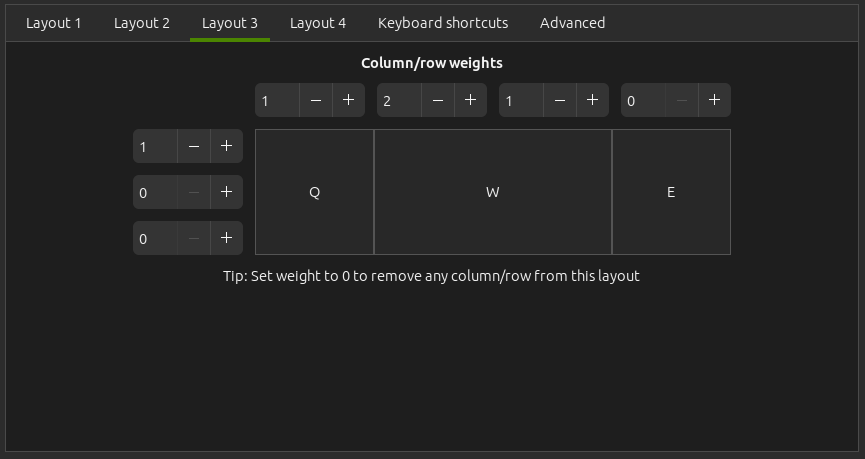 Layout 1 Layout 2 Layout 3 Layout 4 Keyboard shortcuts Advanced
Column/row weights
1 − + 2 − + 1 − + 0 − +
1 − +
0 − +
0 − +
Q W E
Tip: Set weight to 0 to remove any column/row from this layout